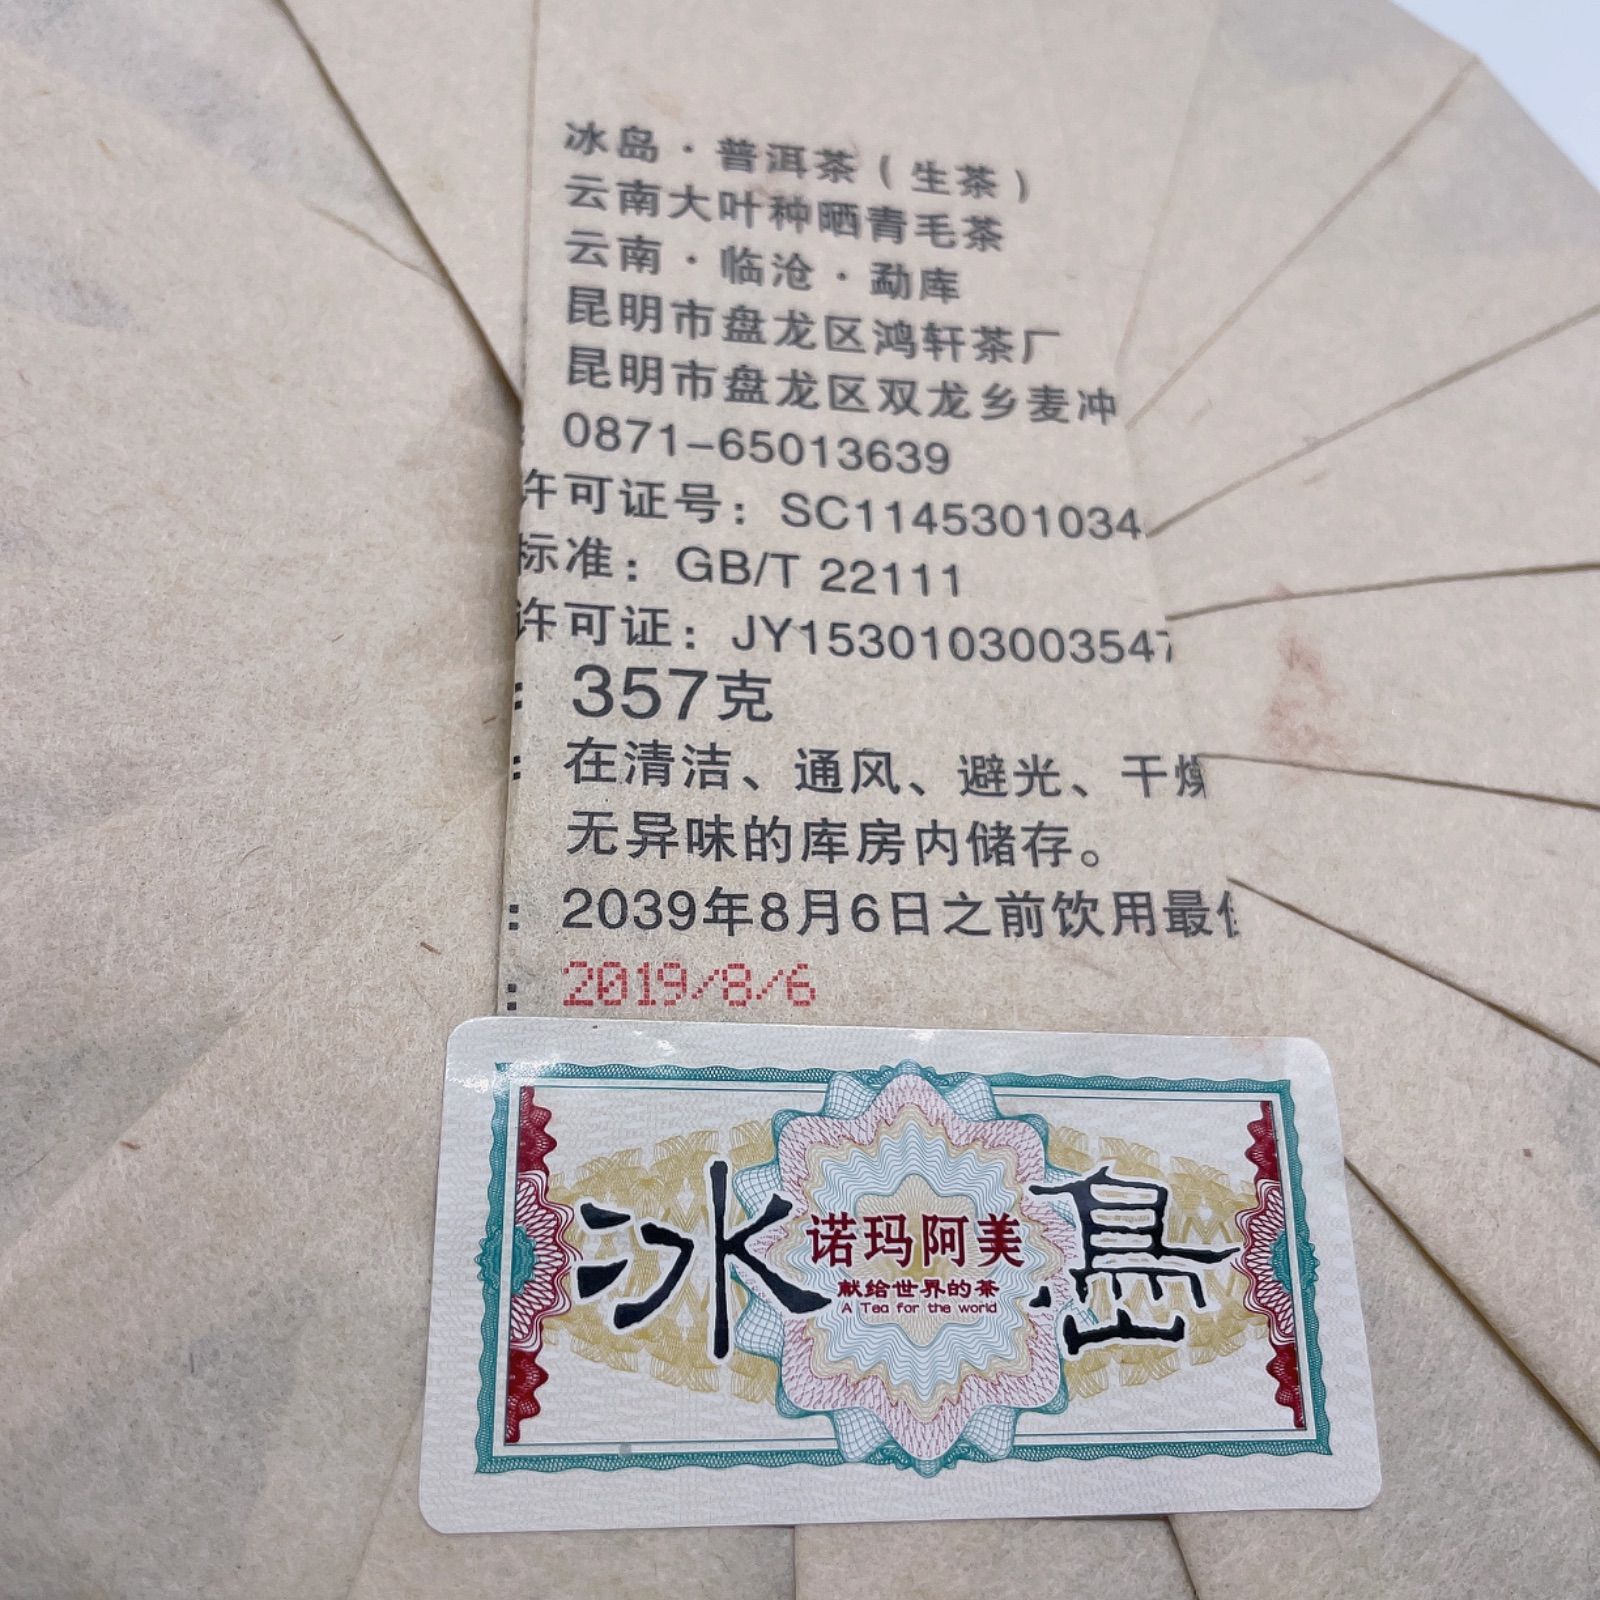 冰岛·普洱茶(生茶)
云南大叶种晒青毛茶
云南·临沧·勐库
昆明市盘龙区鸿轩茶厂
昆明市盘龙区双龙乡麦冲
0871-65013639
许可证号: SC1145301034
标准: GB/T 22111
许可证: JY1530103003547
: 357克
: 在清洁、通风、避光、干燥
无异味的库房内储存。
: 2039年8月6日之前饮用最佳
: 2019/8/6
冰島
诺玛阿美
献给世界的茶
A Tea for the world